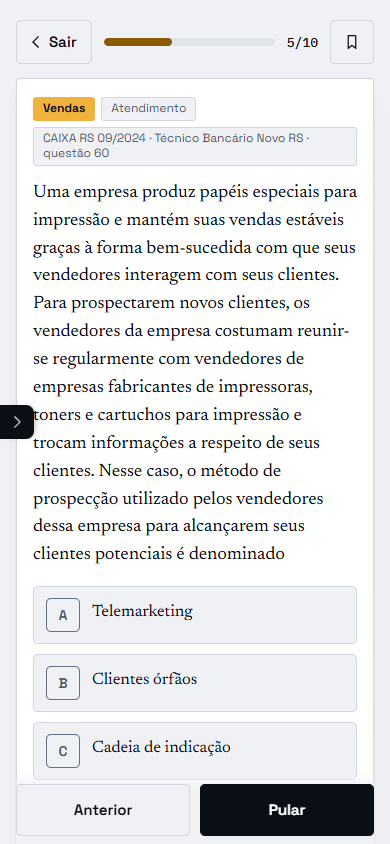 Sair
5/10
Vendas
Atendimento
CAIXA RS 09/2024 · Técnico Bancário Novo RS ·
questão 60
Uma empresa produz papéis especiais para
impressão e mantém suas vendas estáveis
graças à forma bem-sucedida com que seus
vendedores interagem com seus clientes.
Para prospectarem novos clientes, os
vendedores da empresa costumam reunir-
se regularmente com vendedores de
empresas fabricantes de impressoras,
toners e cartuchos para impressão e
trocam informações a respeito de seus
clientes. Nesse caso, o método de
prospecção utilizado pelos vendedores
dessa empresa para alcançarem seus
clientes potenciais é denominado
A Telemarketing
B Clientes órfãos
C Cadeia de indicação
Anterior
Pular